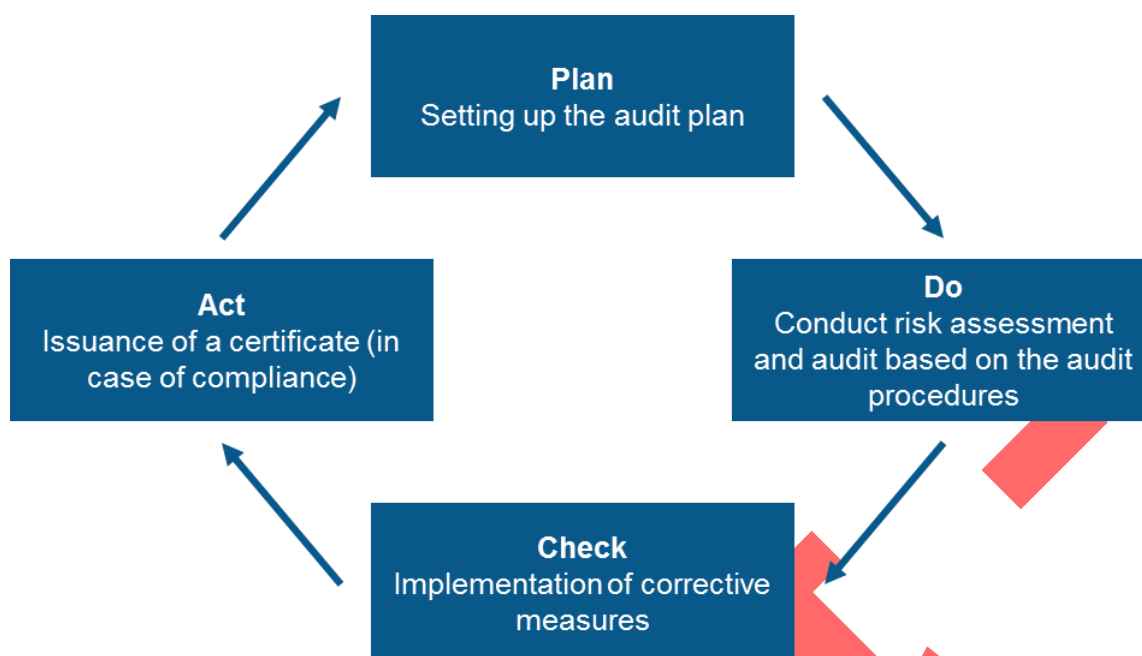 Plan
Setting up the audit plan
Do
Conduct risk assessment
and audit based on the audit
procedures
Check
Implementation of corrective
measures
Act
Issuance of a certificate (in
case of compliance)